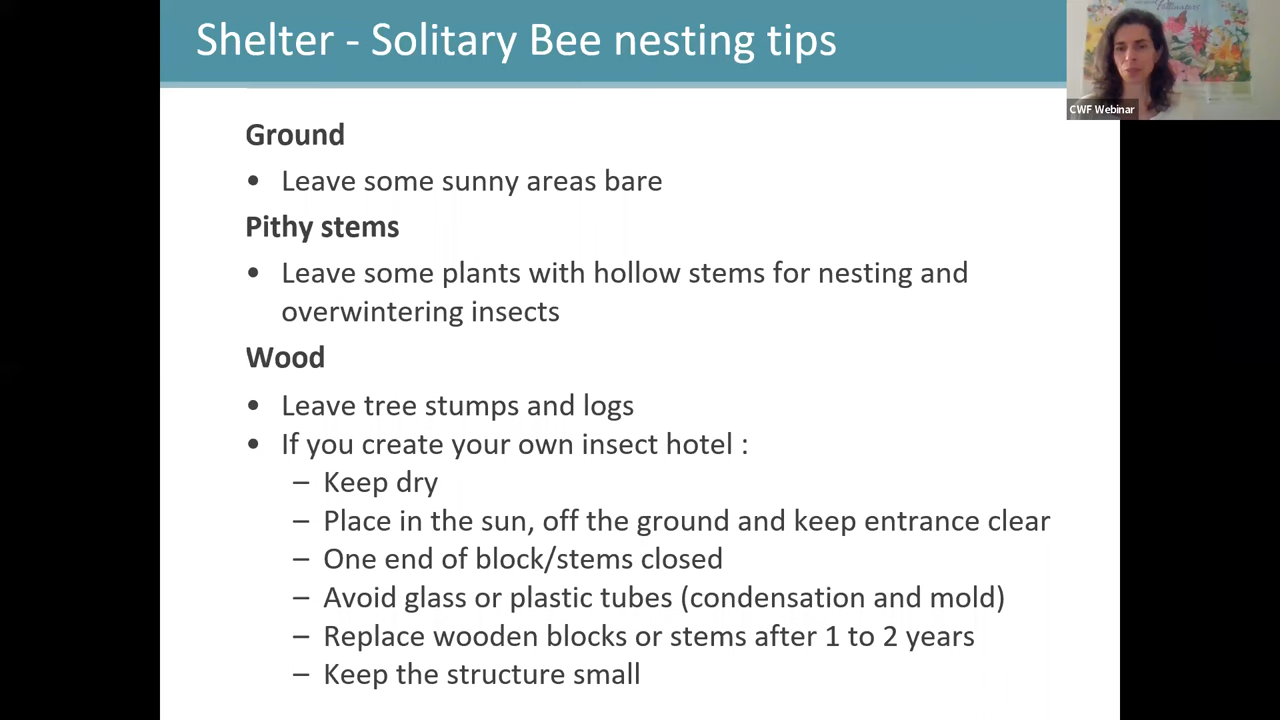 Shelter - Solitary Bee nesting tips
CWF Webinar
Ground
• Leave some sunny areas bare
Pithy stems
• Leave some plants with hollow stems for nesting and
overwintering insects
Wood
• Leave tree stumps and logs
• If you create your own insect hotel :
– Keep dry
– Place in the sun, off the ground and keep entrance clear
– One end of block/stems closed
– Avoid glass or plastic tubes (condensation and mold)
– Replace wooden blocks or stems after 1 to 2 years
– Keep the structure small